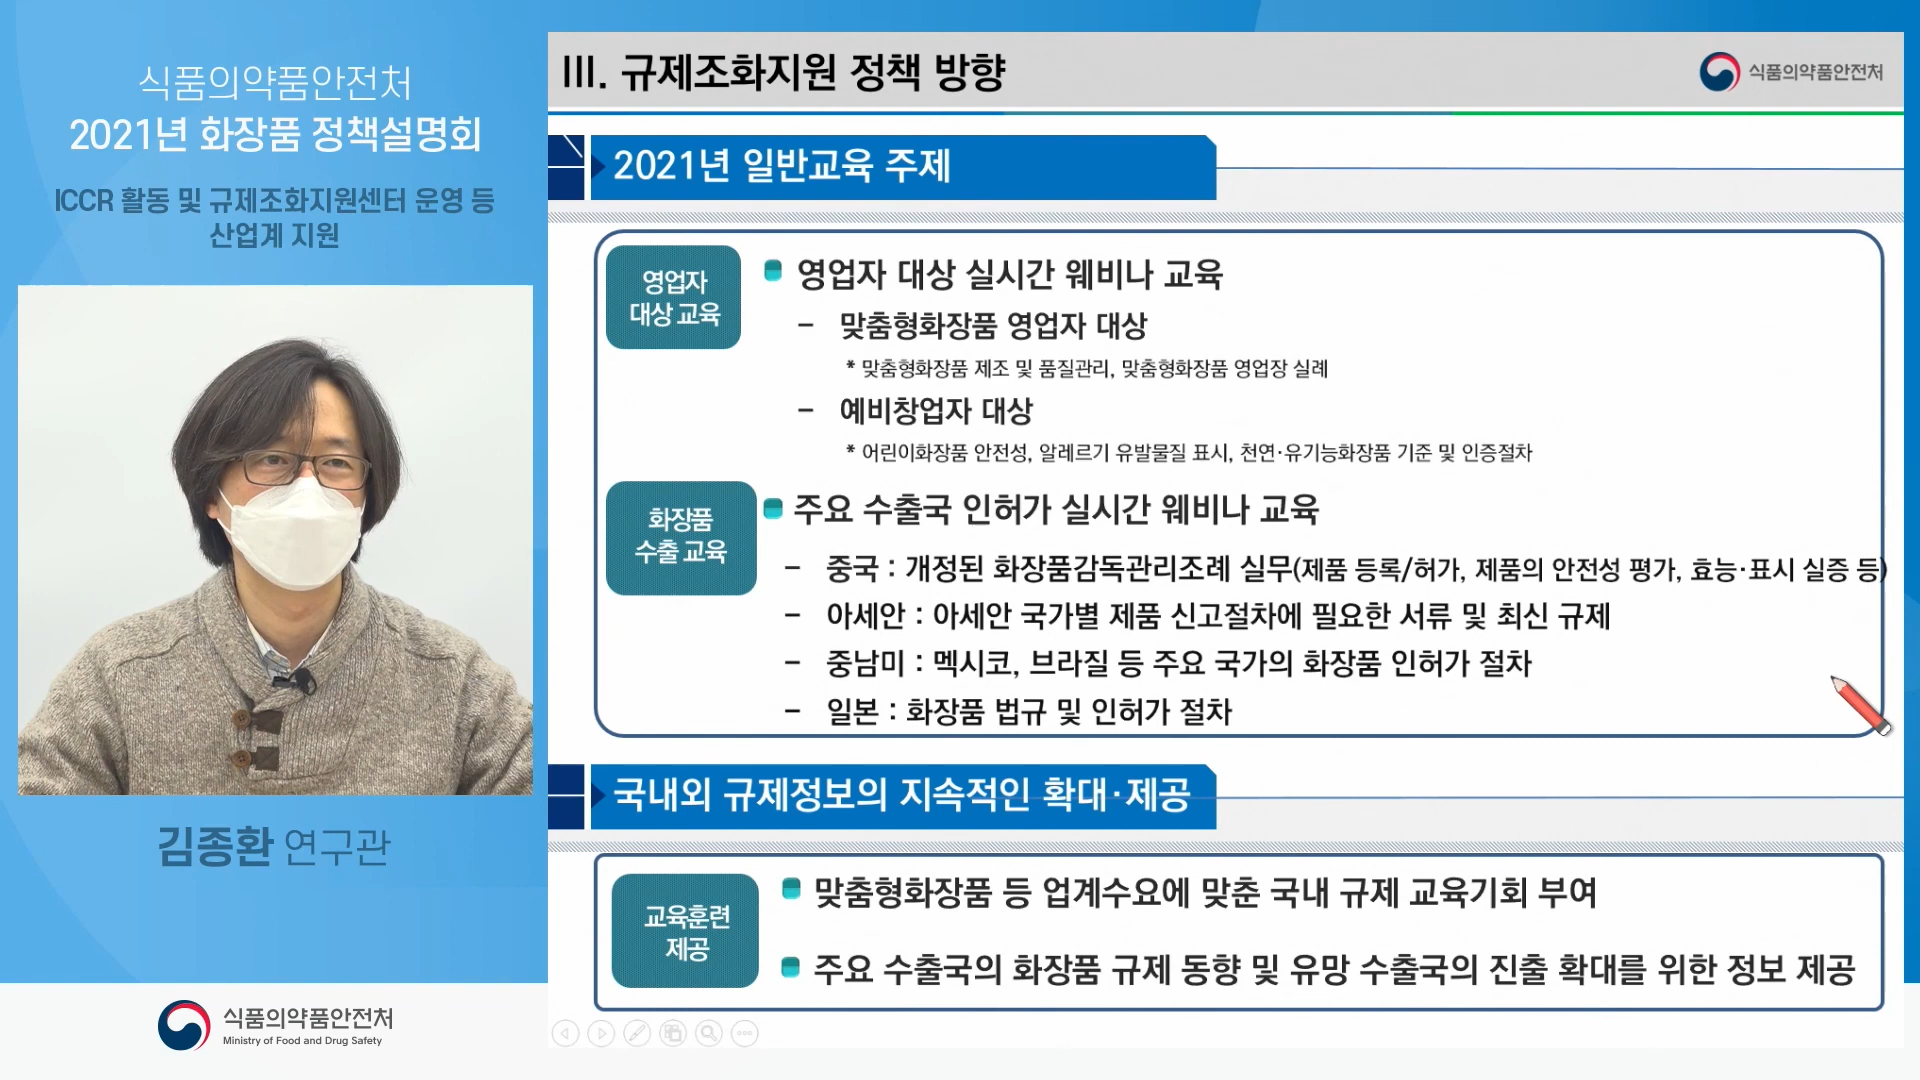 식품의약품안전처
2021년 화장품 정책설명회
ICCR 활동 및 규제조화지원센터 운영 등
산업계 지원
김종환 연구관
식품의약품안전처
Ministry of Food and Drug Safety
III. 규제조화지원 정책 방향
식품의약품안전처
2021년 일반교육 주제
영업자
대상 교육
영업자 대상 실시간 웨비나 교육
- 맞춤형화장품 영업자 대상
* 맞춤형화장품 제조 및 품질관리, 맞춤형화장품 영업장 실례
- 예비창업자 대상
* 어린이화장품 안전성, 알레르기 유발물질 표시, 천연·유기능화장품 기준 및 인증절차
화장품
수출 교육
주요 수출국 인허가 실시간 웨비나 교육
- 중국 : 개정된 화장품감독관리조례 실무(제품 등록/허가, 제품의 안전성 평가, 효능·표시 실증 등)
- 아세안 : 아세안 국가별 제품 신고절차에 필요한 서류 및 최신 규제
- 중남미 : 멕시코, 브라질 등 주요 국가의 화장품 인허가 절차
- 일본 : 화장품 법규 및 인허가 절차
국내외 규제정보의 지속적인 확대·제공
교육훈련
제공
맞춤형화장품 등 업계수요에 맞춘 국내 규제 교육기회 부여
주요 수출국의 화장품 규제 동향 및 유망 수출국의 진출 확대를 위한 정보 제공